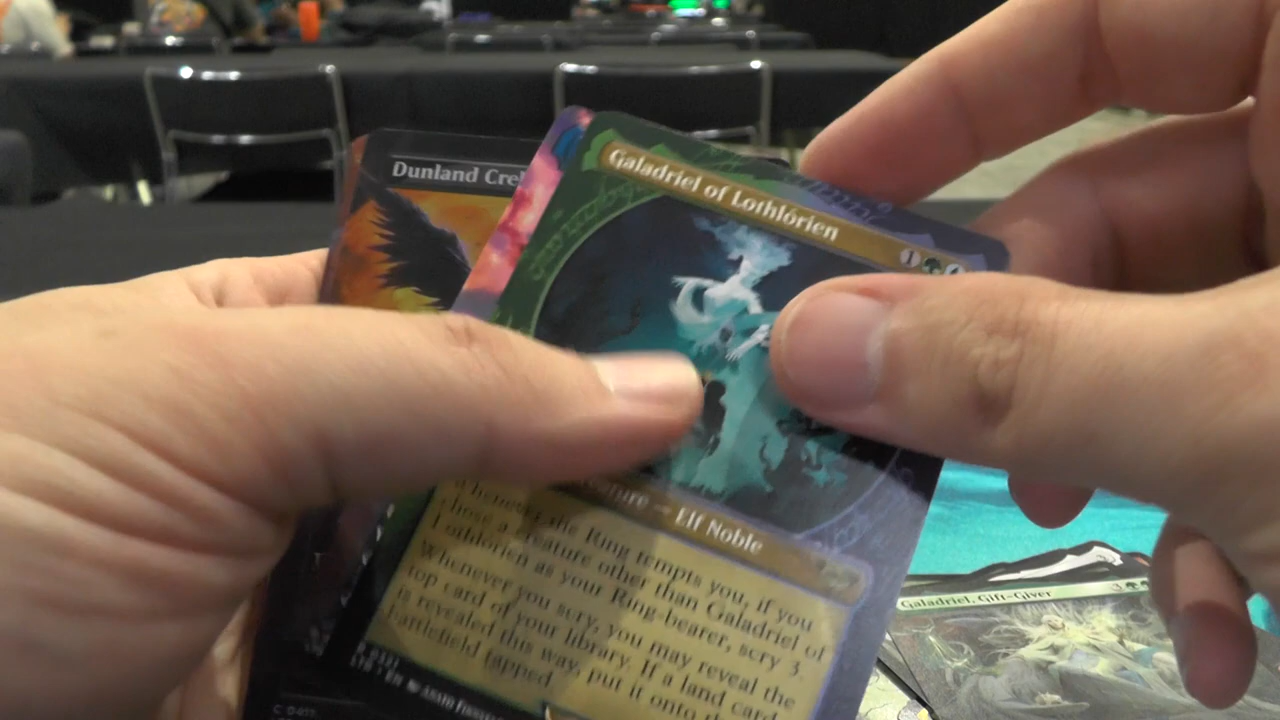 Dunland Cre
Galadriel of Lothlórien
1
Elf Noble
Whenever the Ring tempts you, if you
chose a creature other than Galadriel of
Lothlórien as your Ring-bearer, scry 3.
Whenever you scry, you may reveal the
top card of your library. If a land card
is revealed this way, put it onto the
battlefield tapped
Galadriel, Gift-Giver